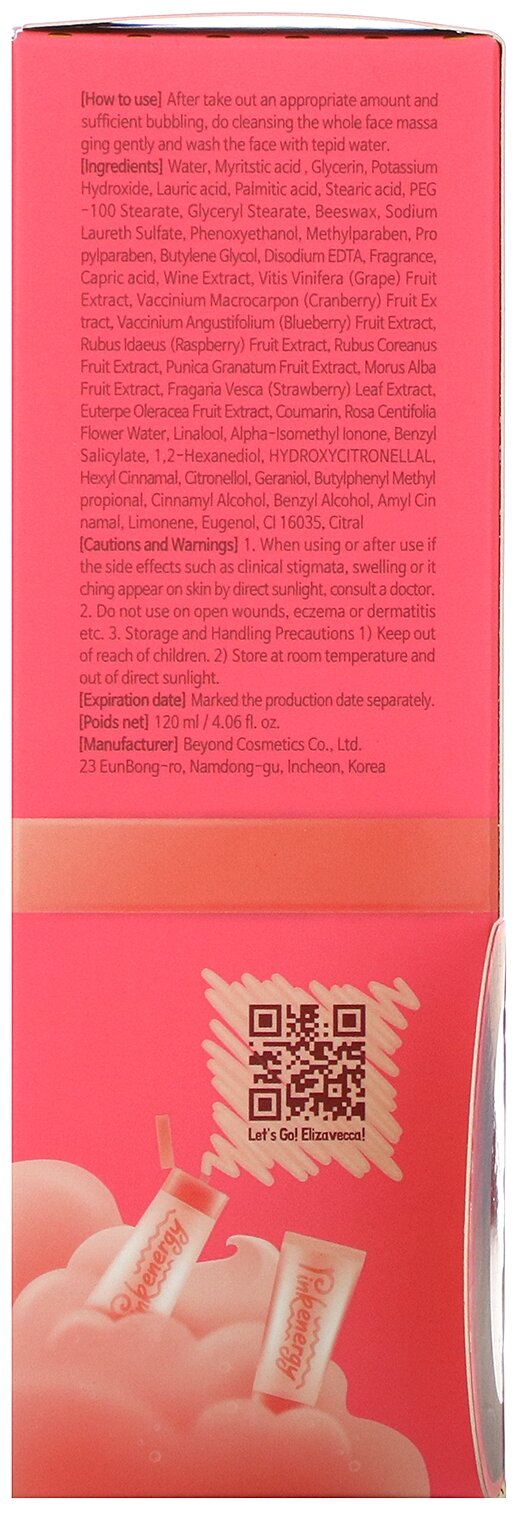 [How to use] After take out an appropriate amount and
sufficient bubbling, do cleansing the whole face massa
ging gently and wash the face with tepid water.
[Ingredients] Water, Myritstic acid , Glycerin, Potassium
Hydroxide, Lauric acid, Palmitic acid, Stearic acid, PEG
-100 Stearate, Glyceryl Stearate, Beeswax, Sodium
Laureth Sulfate, Phenoxyethanol, Methylparaben, Pro
pylparaben, Butylene Glycol, Disodium EDTA, Fragrance,
Capric acid, Wine Extract, Vitis Vinifera (Grape) Fruit
Extract, Vaccinium Macrocarpon (Cranberry) Fruit Ex
tract, Vaccinium Angustifolium (Blueberry) Fruit Extract,
Rubus Idaeus (Raspberry) Fruit Extract, Rubus Coreanus
Fruit Extract, Punica Granatum Fruit Extract, Morus Alba
Fruit Extract, Fragaria Vesca (Strawberry) Leaf Extract,
Euterpe Oleracea Fruit Extract, Coumarin, Rosa Centifolia
Flower Water, Linalool, Alpha-Isomethyl Ionone, Benzyl
Salicylate, 1,2-Hexanediol, HYDROXYCITRONELLAL,
Hexyl Cinnamal, Citronellol, Geraniol, Butylphenyl Methyl
propional, Cinnamyl Alcohol, Benzyl Alcohol, Amyl Cin
namal, Limonene, Eugenol, CI 16035, Citral
[Cautions and Warnings] 1. When using or after use if
the side effects such as clinical stigmata, swelling or it
ching appear on skin by direct sunlight, consult a doctor.
2. Do not use on open wounds, eczema or dermatitis
etc. 3. Storage and Handling Precautions 1) Keep out
of reach of children. 2) Store at room temperature and
out of direct sunlight.
[Expiration date] Marked the production date separately.
[Poids net] 120 ml / 4.06 fl. oz.
[Manufacturer] Beyond Cosmetics Co., Ltd.
23 EunBong-ro, Namdong-gu, Incheon, Korea
Let's Go! Elizavecca!
Pinkenergy
Pinkenergy